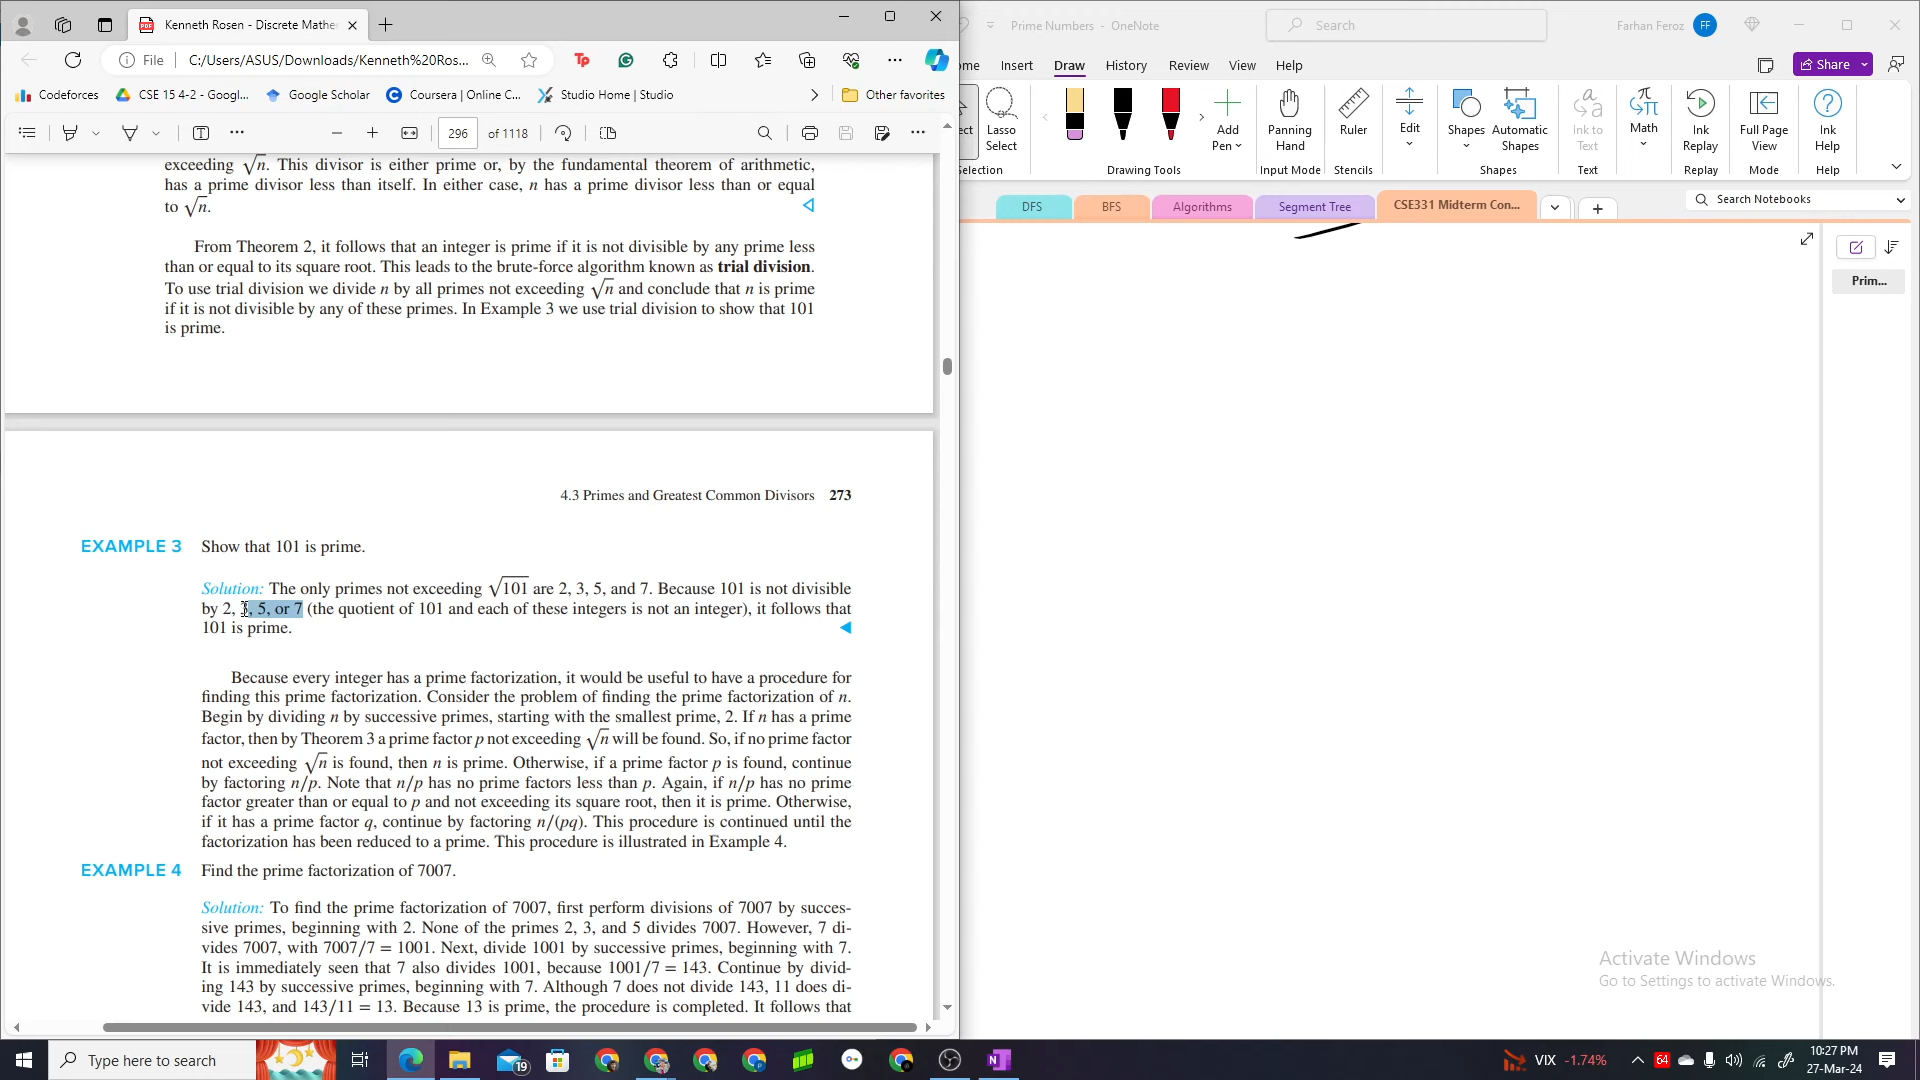 Kenneth Rosen - Discrete Mathe
Prime Numbers - OneNote
Search
Farhan Feroz
FF
File
C:/Users/ASUS/Downloads/Kenneth%20Ros...
ome
Insert
Draw
History
Review
View
Help
Share
Codeforces
CSE 15 4-2 - Googl...
Google Scholar
Coursera | Online C...
Studio Home | Studio
Other favorites
296 of 1118
ect
Lasso
Select
Add
Pen
Panning
Hand
Ruler
Edit
Shapes
Automatic
Shapes
Ink to
Text
Math
Ink
Replay
Full Page
View
Ink
Help
Selection
Drawing Tools
Input Mode
Stencils
Shapes
Text
Replay
Mode
Help
DFS
BFS
Algorithms
Segment Tree
CSE331 Midterm Con...
Search Notebooks
Prim...
exceeding √n. This divisor is either prime or, by the fundamental theorem of arithmetic,
has a prime divisor less than itself. In either case, n has a prime divisor less than or equal
to √n.
From Theorem 2, it follows that an integer is prime if it is not divisible by any prime less
than or equal to its square root. This leads to the brute-force algorithm known as trial division.
To use trial division we divide n by all primes not exceeding √n and conclude that n is prime
if it is not divisible by any of these primes. In Example 3 we use trial division to show that 101
is prime.
4.3 Primes and Greatest Common Divisors 273
EXAMPLE 3 Show that 101 is prime.
Solution: The only primes not exceeding √101 are 2, 3, 5, and 7. Because 101 is not divisible
by 2, 3, 5, or 7 (the quotient of 101 and each of these integers is not an integer), it follows that
101 is prime.
Because every integer has a prime factorization, it would be useful to have a procedure for
finding this prime factorization. Consider the problem of finding the prime factorization of n.
Begin by dividing n by successive primes, starting with the smallest prime, 2. If n has a prime
factor, then by Theorem 3 a prime factor p not exceeding √n will be found. So, if no prime factor
not exceeding √n is found, then n is prime. Otherwise, if a prime factor p is found, continue
by factoring n/p. Note that n/p has no prime factors less than p. Again, if n/p has no prime
factor greater than or equal to p and not exceeding its square root, then it is prime. Otherwise,
if it has a prime factor q, continue by factoring n/(pq). This procedure is continued until the
factorization has been reduced to a prime. This procedure is illustrated in Example 4.
EXAMPLE 4 Find the prime factorization of 7007.
Solution: To find the prime factorization of 7007, first perform divisions of 7007 by succes-
sive primes, beginning with 2. None of the primes 2, 3, and 5 divides 7007. However, 7 di-
vides 7007, with 7007/7 = 1001. Next, divide 1001 by successive primes, beginning with 7.
It is immediately seen that 7 also divides 1001, because 1001/7 = 143. Continue by divid-
ing 143 by successive primes, beginning with 7. Although 7 does not divide 143, 11 does di-
vide 143, and 143/11 = 13. Because 13 is prime, the procedure is completed. It follows that
Activate Windows
Go to Settings to activate Windows.
Type here to search
19
VIX -1.74%
64
10:27 PM
27-Mar-24